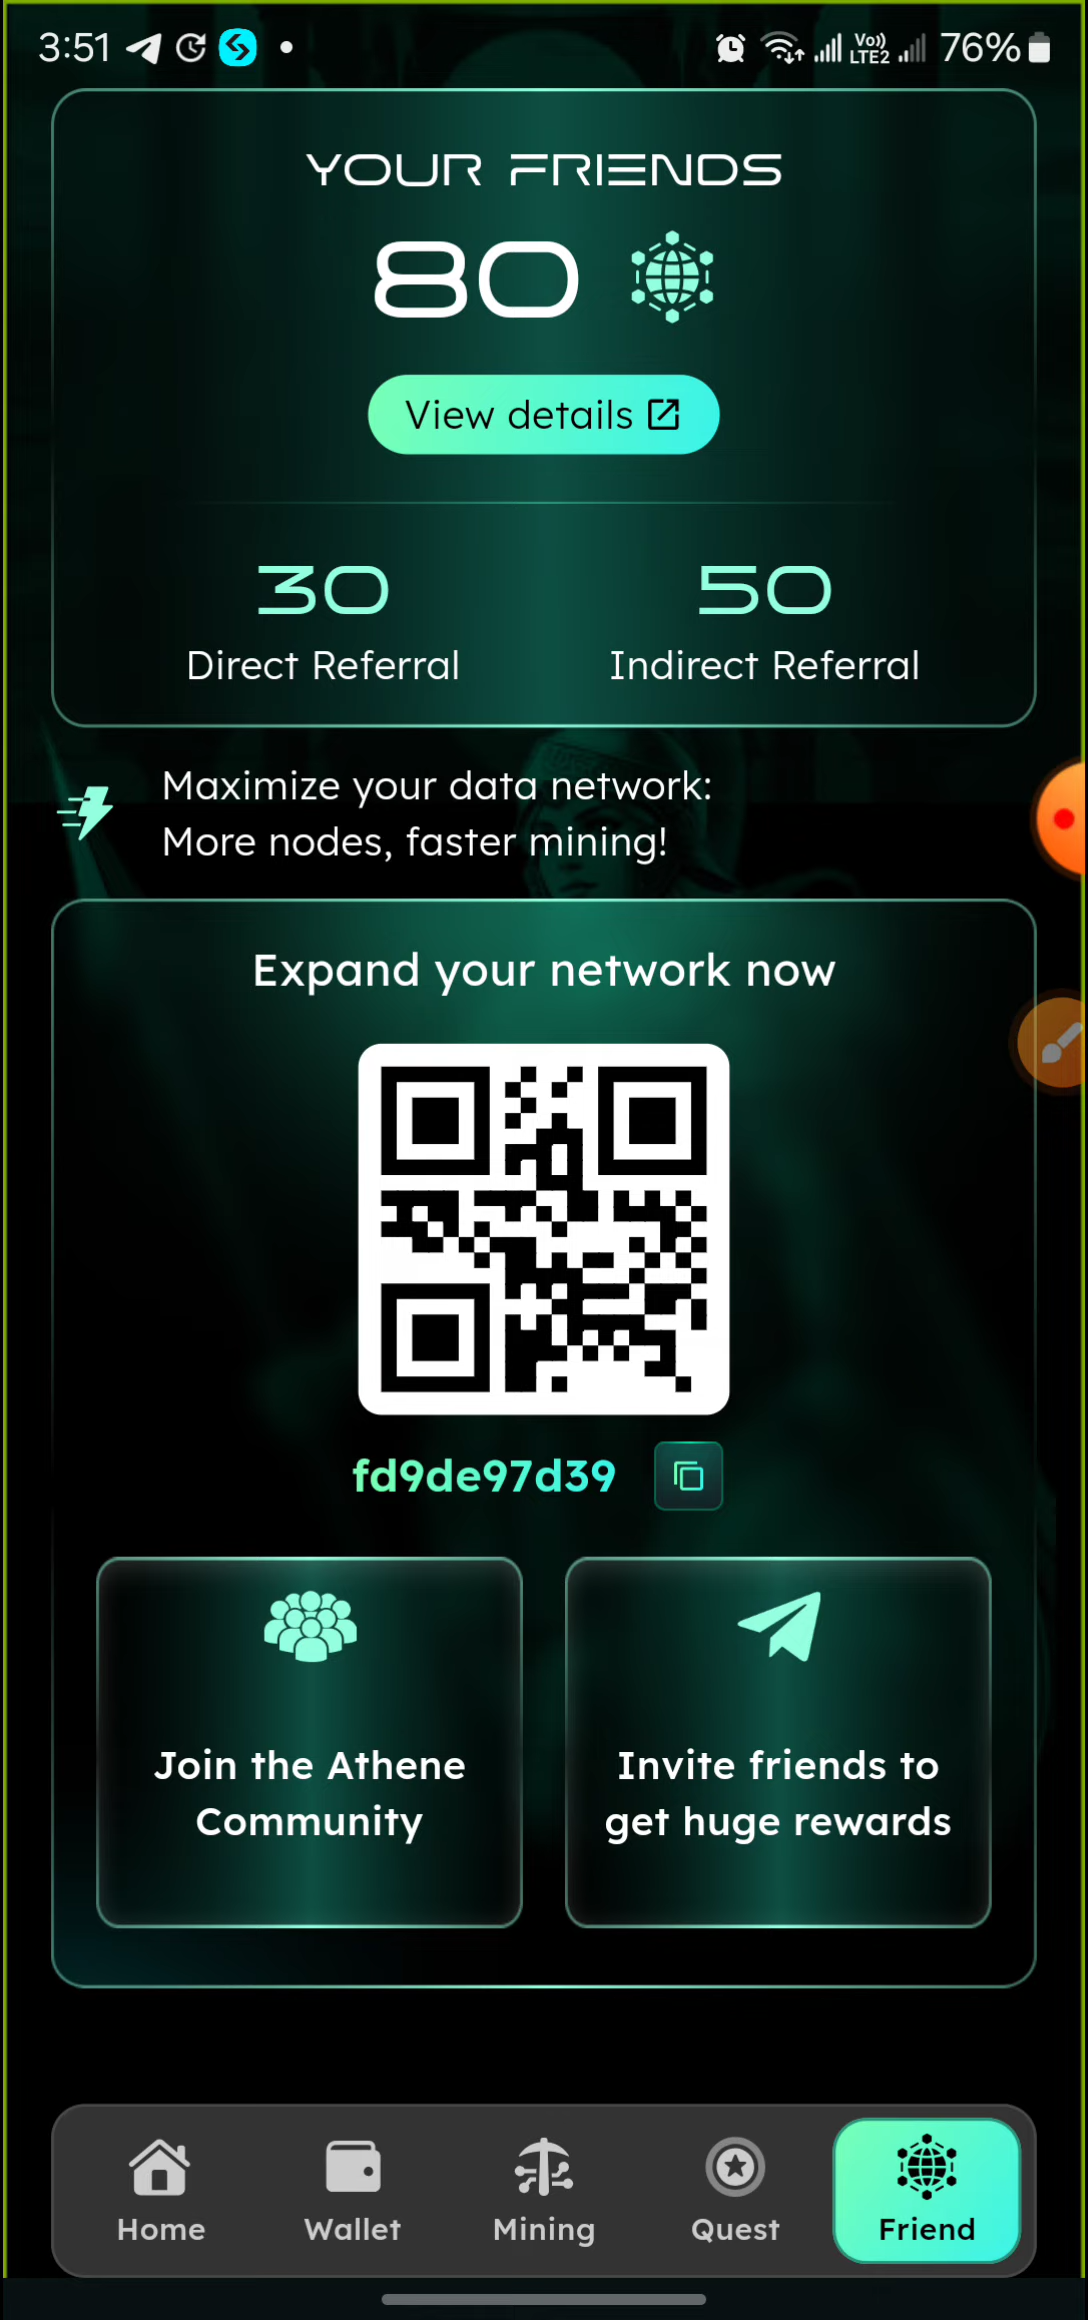 3:51
Vo))
LTE2
76%
YOUR FRIENDS
80
View details
30
50
Direct Referral
Indirect Referral
Maximize your data network:
More nodes, faster mining!
Expand your network now
fd9de97d39
Join the Athene
Community
Invite friends to
get huge rewards
Home
Wallet
Mining
Quest
Friend